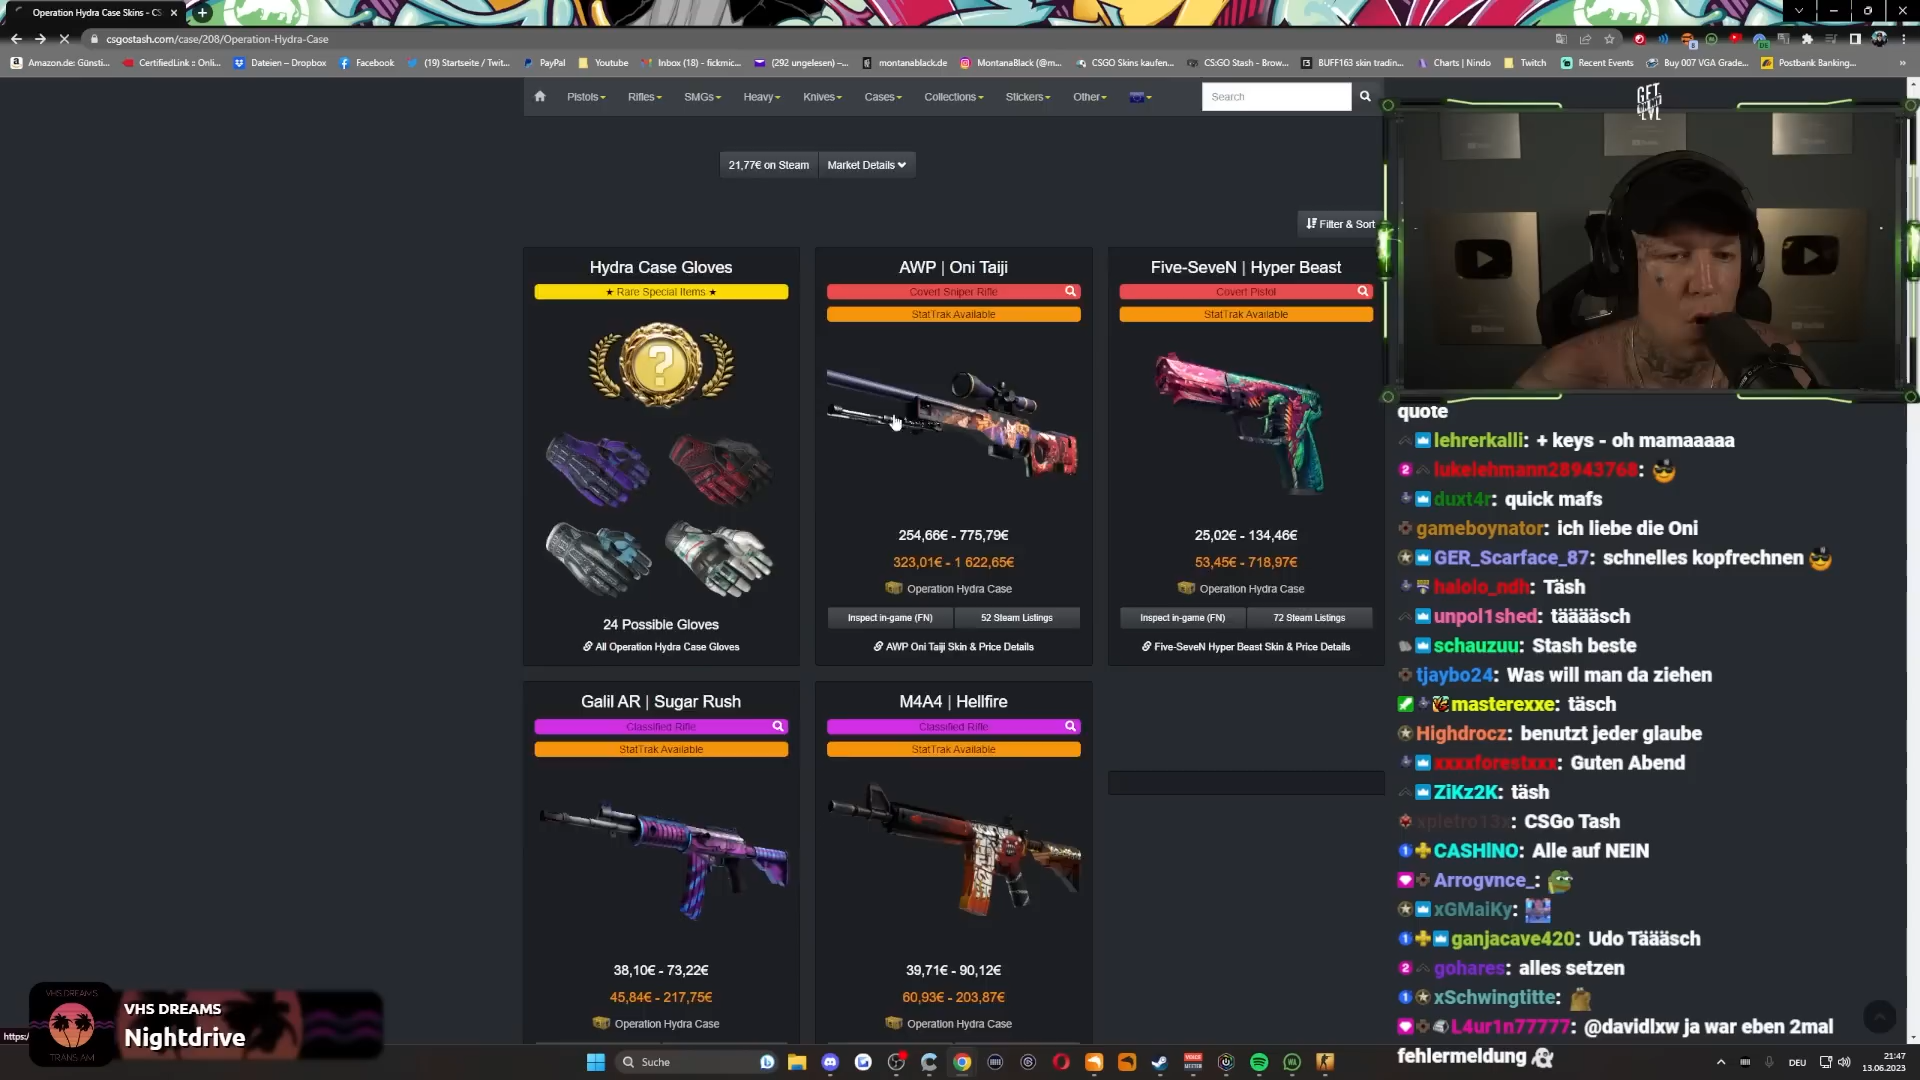 Operation Hydra Case Skins - CS
csgostash.com/case/208/Operation-Hydra-Case
Amazon.de: Günsti...
CertifiedLink :: Onli...
Dateien – Dropbox
Facebook
(19) Startseite / Twit...
PayPal
Youtube
Inbox (18) - fickmic...
(292 ungelesen) –...
montanablack.de
MontanaBlack (@m...
CSGO Skins kaufen...
CS:GO Stash - Brow...
BUFF163 skin tradin...
Charts | Nindo
Twitch
Recent Events
Buy 007 VGA Grade...
Postbank Banking...
Pistols
Rifles
SMGs
Heavy
Knives
Cases
Collections
Stickers
Other
Search
21,77€ on Steam
Market Details
Filter & Sort
Hydra Case Gloves
★ Rare Special Items ★
24 Possible Gloves
All Operation Hydra Case Gloves
AWP | Oni Taiji
Covert Sniper Rifle
StatTrak Available
254,66€ - 775,79€
323,01€ - 1 622,65€
Operation Hydra Case
Inspect in-game (FN)
52 Steam Listings
AWP Oni Taiji Skin & Price Details
Five-SeveN | Hyper Beast
Covert Pistol
StatTrak Available
25,02€ - 134,46€
53,45€ - 718,97€
Operation Hydra Case
Inspect in-game (FN)
72 Steam Listings
Five-SeveN Hyper Beast Skin & Price Details
Galil AR | Sugar Rush
Classified Rifle
StatTrak Available
38,10€ - 73,22€
45,84€ - 217,75€
Operation Hydra Case
M4A4 | Hellfire
Classified Rifle
StatTrak Available
39,71€ - 90,12€
60,93€ - 203,87€
Operation Hydra Case
quote
lehrerkalli: + keys - oh mamaaaaa
lukelehmann28943768:
duxt4r: quick mafs
gameboynator: ich liebe die Oni
GER_Scarface_87: schnelles kopfrechnen
halolo_ndh: Täsh
unpol1shed: tääääsch
schauzuu: Stash beste
tjaybo24: Was will man da ziehen
masterexxe: täsch
Highdrocz: benutzt jeder glaube
xxxxforestxxx: Guten Abend
ZiKz2K: täsh
xpietro13x: CSGo Tash
CASHINO: Alle auf NEIN
Arrogvnce_:
xGMaiKy:
ganjacave420: Udo Täääsch
gohares: alles setzen
xSchwingtitte:
L4ur1n77777: @davidlxw ja war eben 2mal
fehlermeldung
VHS DREAMS
TRANS AM
VHS DREAMS
Nightdrive
https:/
Suche
DEU
21:47
13.06.2023